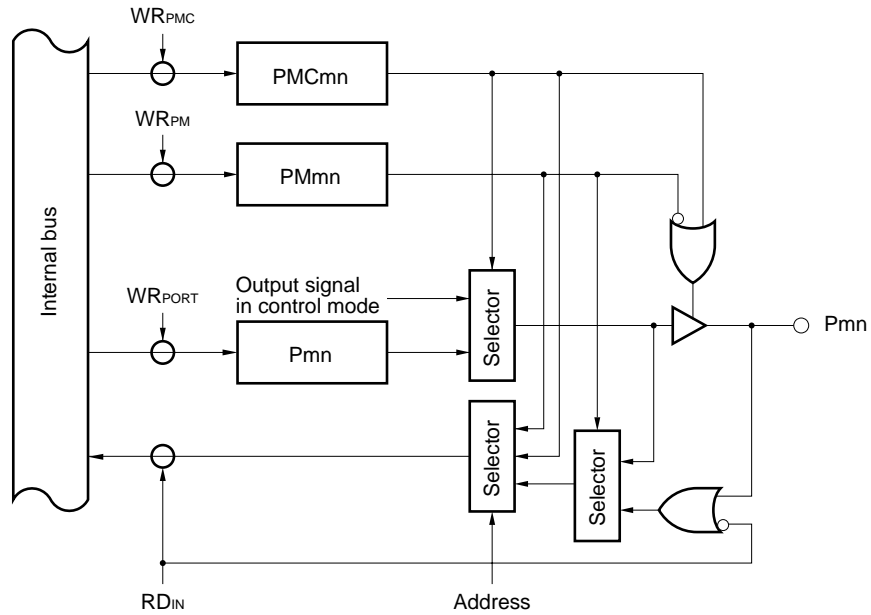 WRPMC
PMCmn
WRPM
PMmn
Internal bus
Output signal
in control mode
WRPORT
Pmn
Selector
Pmn
Selector
Selector
RDIN
Address